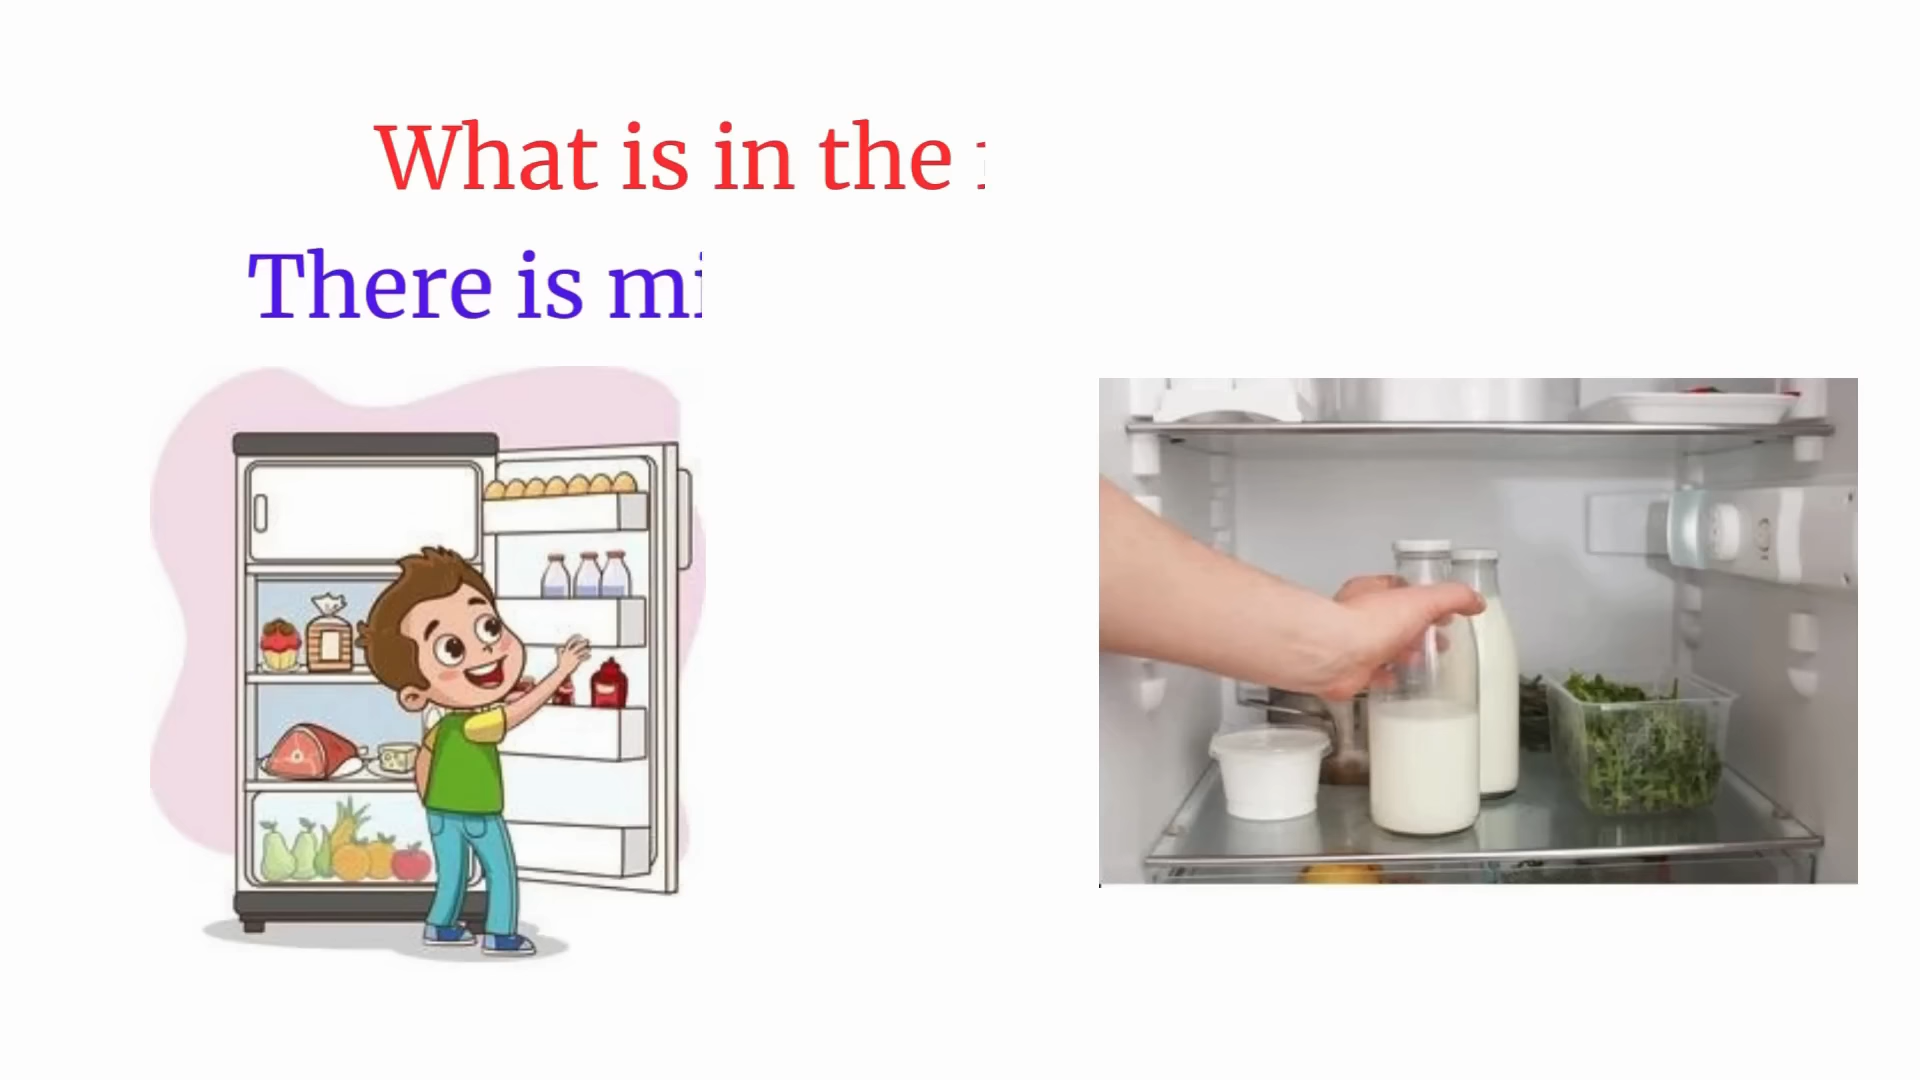 What is in the
There is